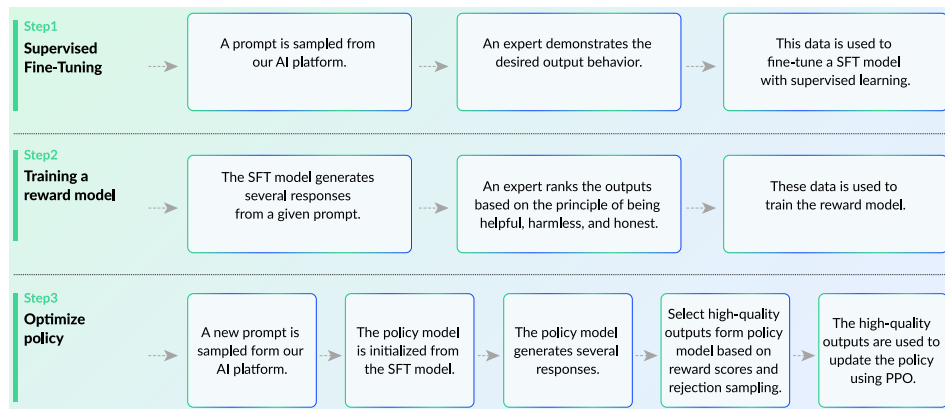 Step1
Supervised
Fine-Tuning
A prompt is sampled from
our AI platform.
An expert demonstrates the
desired output behavior.
This data is used to
fine-tune a SFT model
with supervised learning.
Step2
Training a
reward model
The SFT model generates
several responses
from a given prompt.
An expert ranks the outputs
based on the principle of being
helpful, harmless, and honest.
These data is used to
train the reward model.
Step3
Optimize
policy
A new prompt is
sampled form our
AI platform.
The policy model
is initialized from
the SFT model.
The policy model
generates several
responses.
Select high-quality
outputs form policy
model based on
reward scores and
rejection sampling.
The high-quality
outputs are used to
update the policy
using PPO.